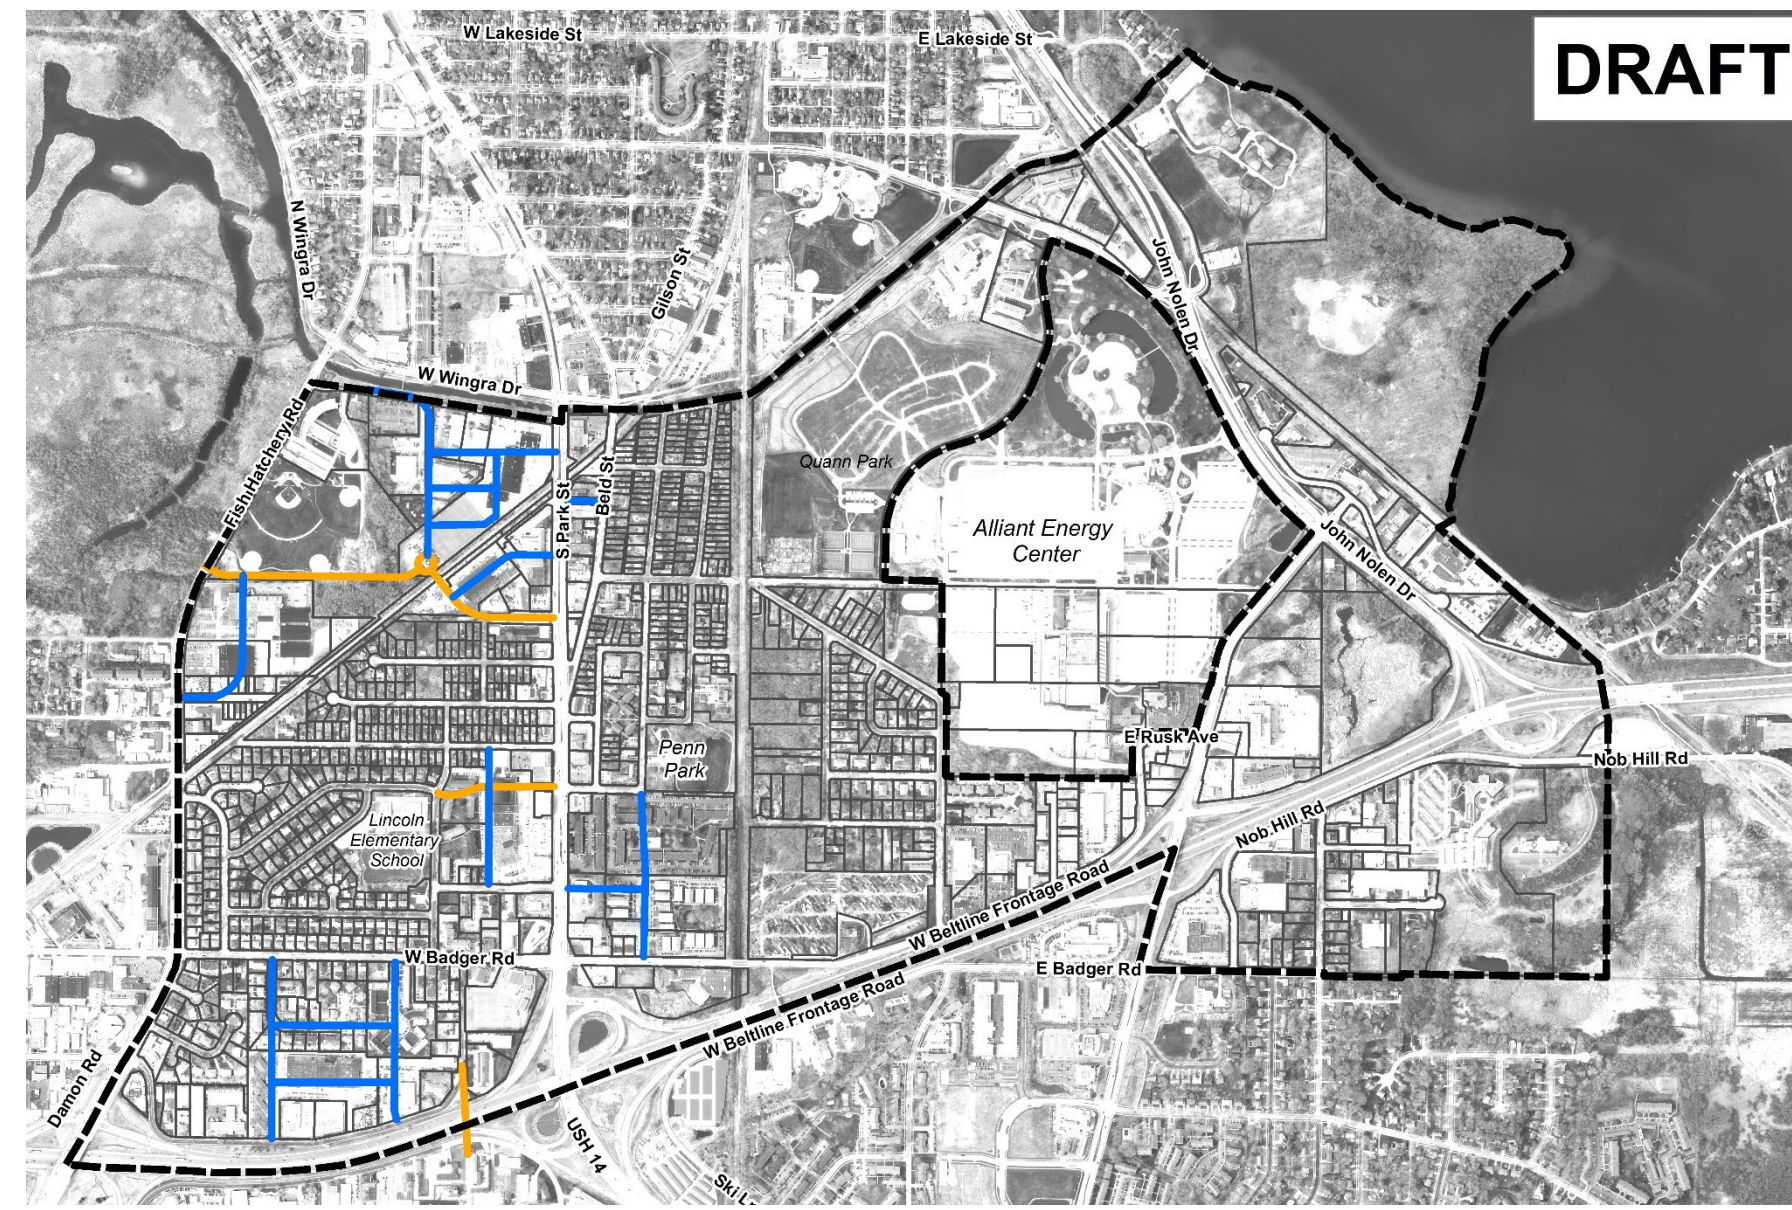 W Lakeside St
E Lakeside St
DRAFT
N Wingra Dr
Gilson St
John Nolen Dr
W Wingra Dr
Fish Hatchery Rd
Quann Park
Beld St
S Park St
Alliant Energy
Center
John Nolen Dr
E Rusk Ave
Penn
Park
Nob Hill Rd
Nob Hill Rd
Lincoln
Elementary
School
W Beltline Frontage Road
W Badger Rd
E Badger Rd
W Beltline Frontage Road
Damon Rd
USH 14